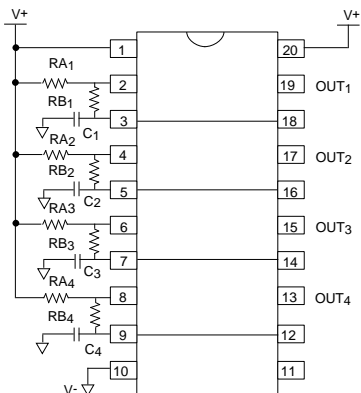 V+ V+
1 20
RA1
2 19 OUT1
RB1
3 18
C1
RA2
4 17 OUT2
RB2
5 16
C2
RA3
6 15 OUT3
RB3
7 14
C3
RA4
8 13 OUT4
RB4
9 12
C4
10 11
V-